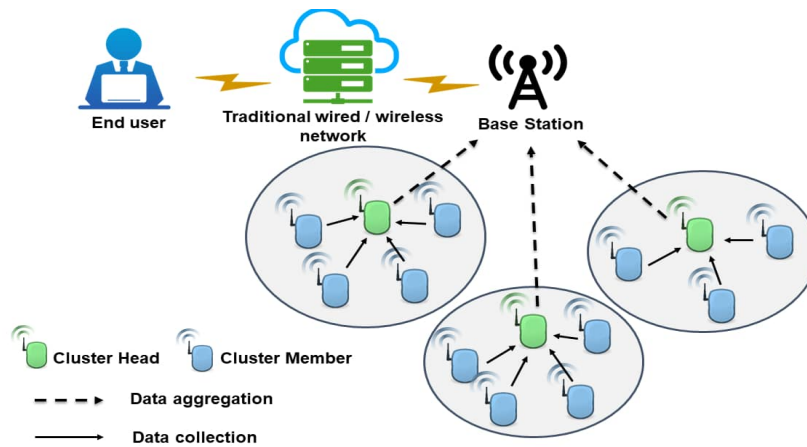 End user
Traditional wired / wireless
network
Base Station
Cluster Head
Cluster Member
Data aggregation
Data collection